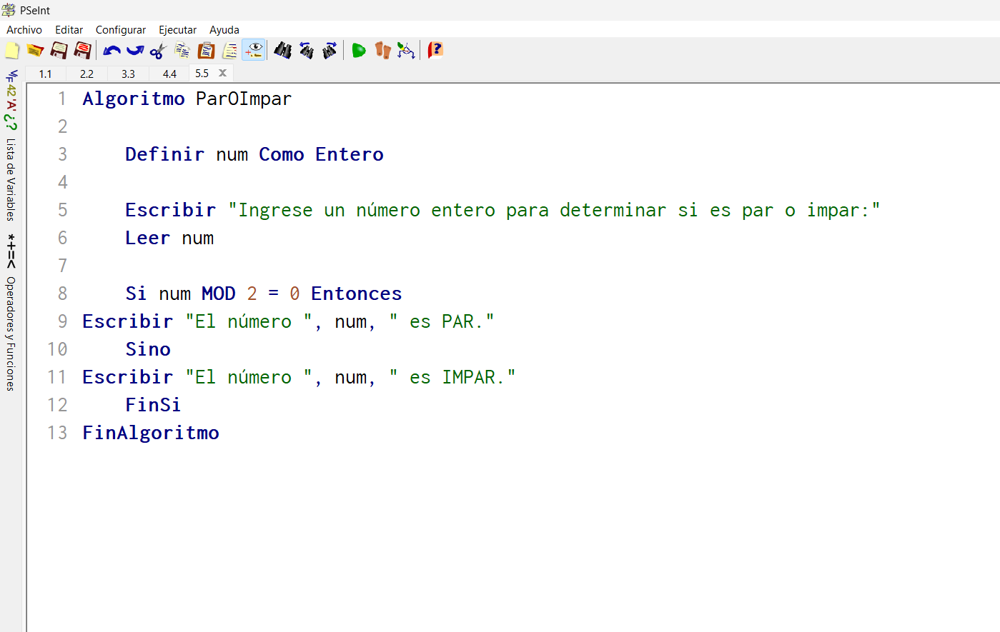 PSeInt
Archivo Editar Configurar Ejecutar Ayuda
1.1 2.2 3.3 4.4 5.5 X
V/F 42 'A' ¿? Lista de Variables
*+=< Operadores y Funciones
1 Algoritmo ParOImpar
2
3 Definir num Como Entero
4
5 Escribir "Ingrese un número entero para determinar si es par o impar:"
6 Leer num
7
8 Si num MOD 2 = 0 Entonces
9 Escribir "El número ", num, " es PAR."
10 Sino
11 Escribir "El número ", num, " es IMPAR."
12 FinSi
13 FinAlgoritmo